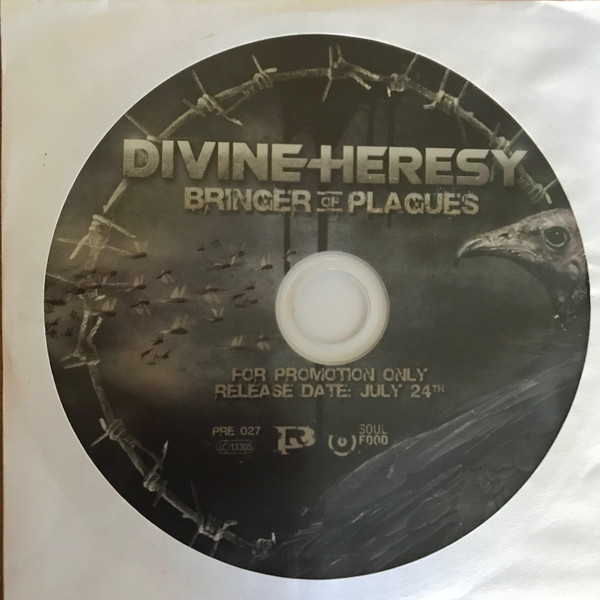 DIVINE HERESY
BRINGER OF PLAGUES
FOR PROMOTION ONLY
RELEASE DATE: JULY 24TH
PRE 027
LC 13305
SOUL
FOOD